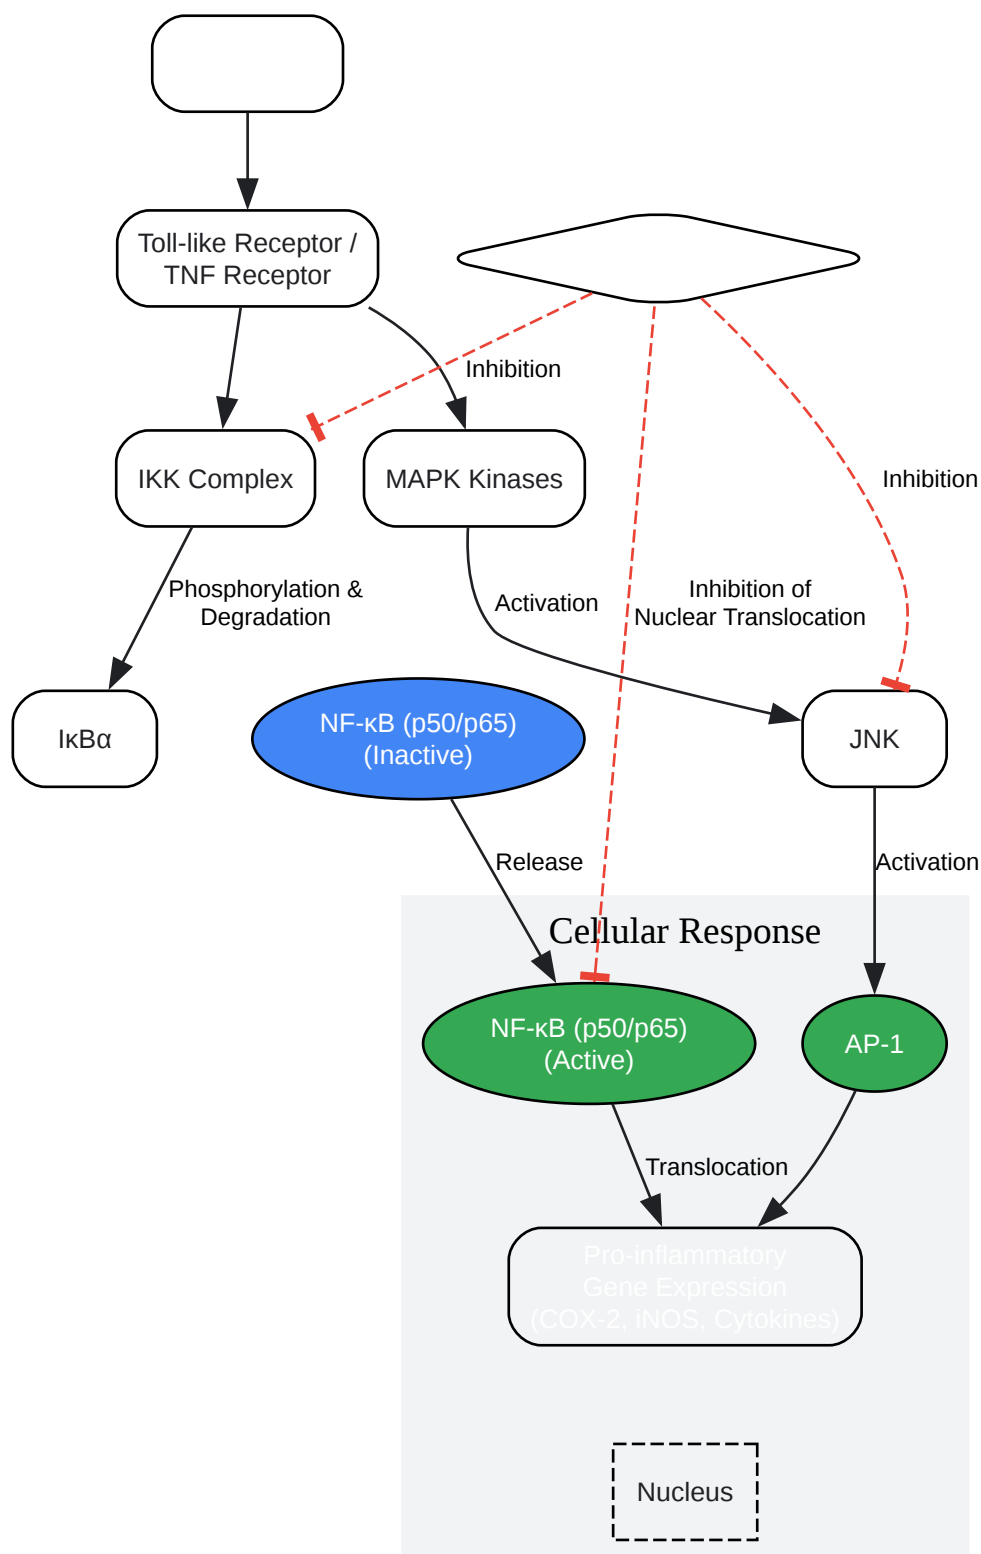 Toll-like Receptor /
TNF Receptor
Inhibition
IKK Complex
MAPK Kinases
Inhibition
Phosphorylation &
Degradation
Activation
Inhibition of
Nuclear Translocation
IκBα
NF-κB (p50/p65)
(Inactive)
JNK
Release
Activation
Cellular Response
NF-κB (p50/p65)
(Active)
AP-1
Translocation
Pro-inflammatory
Gene Expression
(COX-2, iNOS, Cytokines)
Nucleus